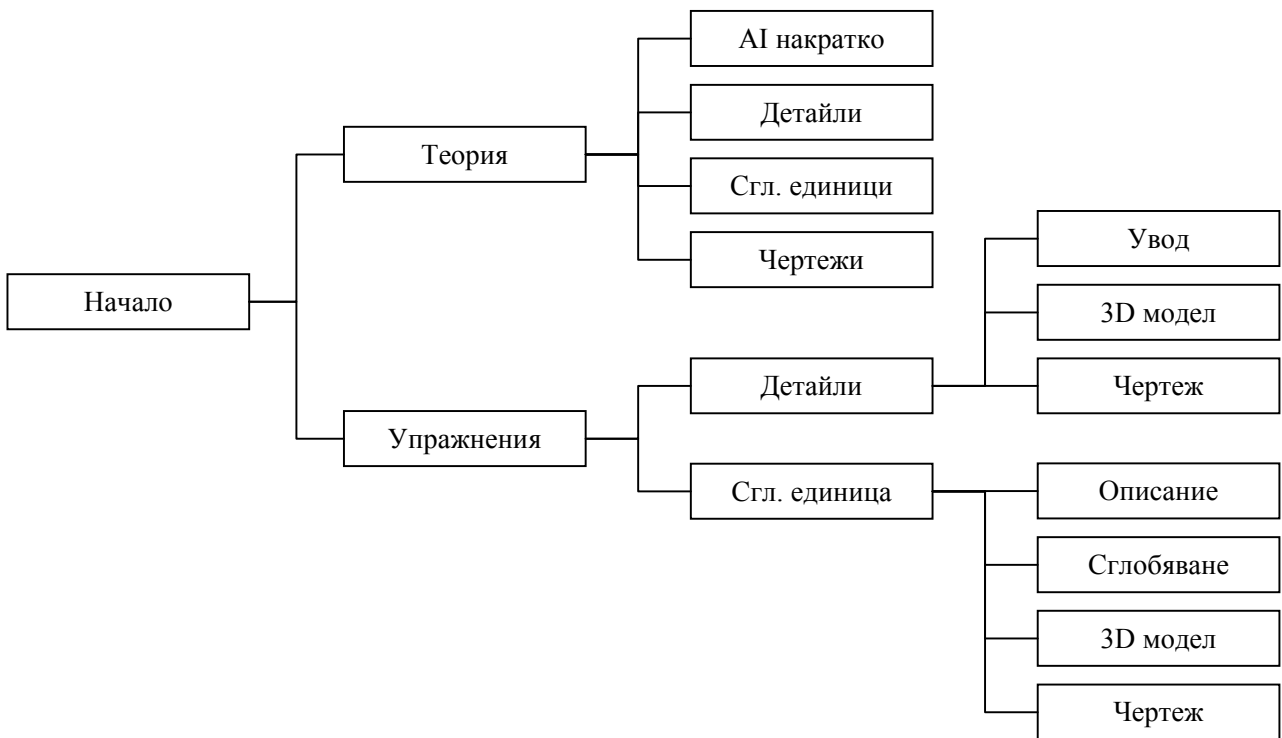 AI накратко
Детайли
Теория
Сгл. единици
Увод
Чертежи
Начало
3D модел
Детайли
Чертеж
Упражнения
Сгл. единица
Описание
Сглобяване
3D модел
Чертеж